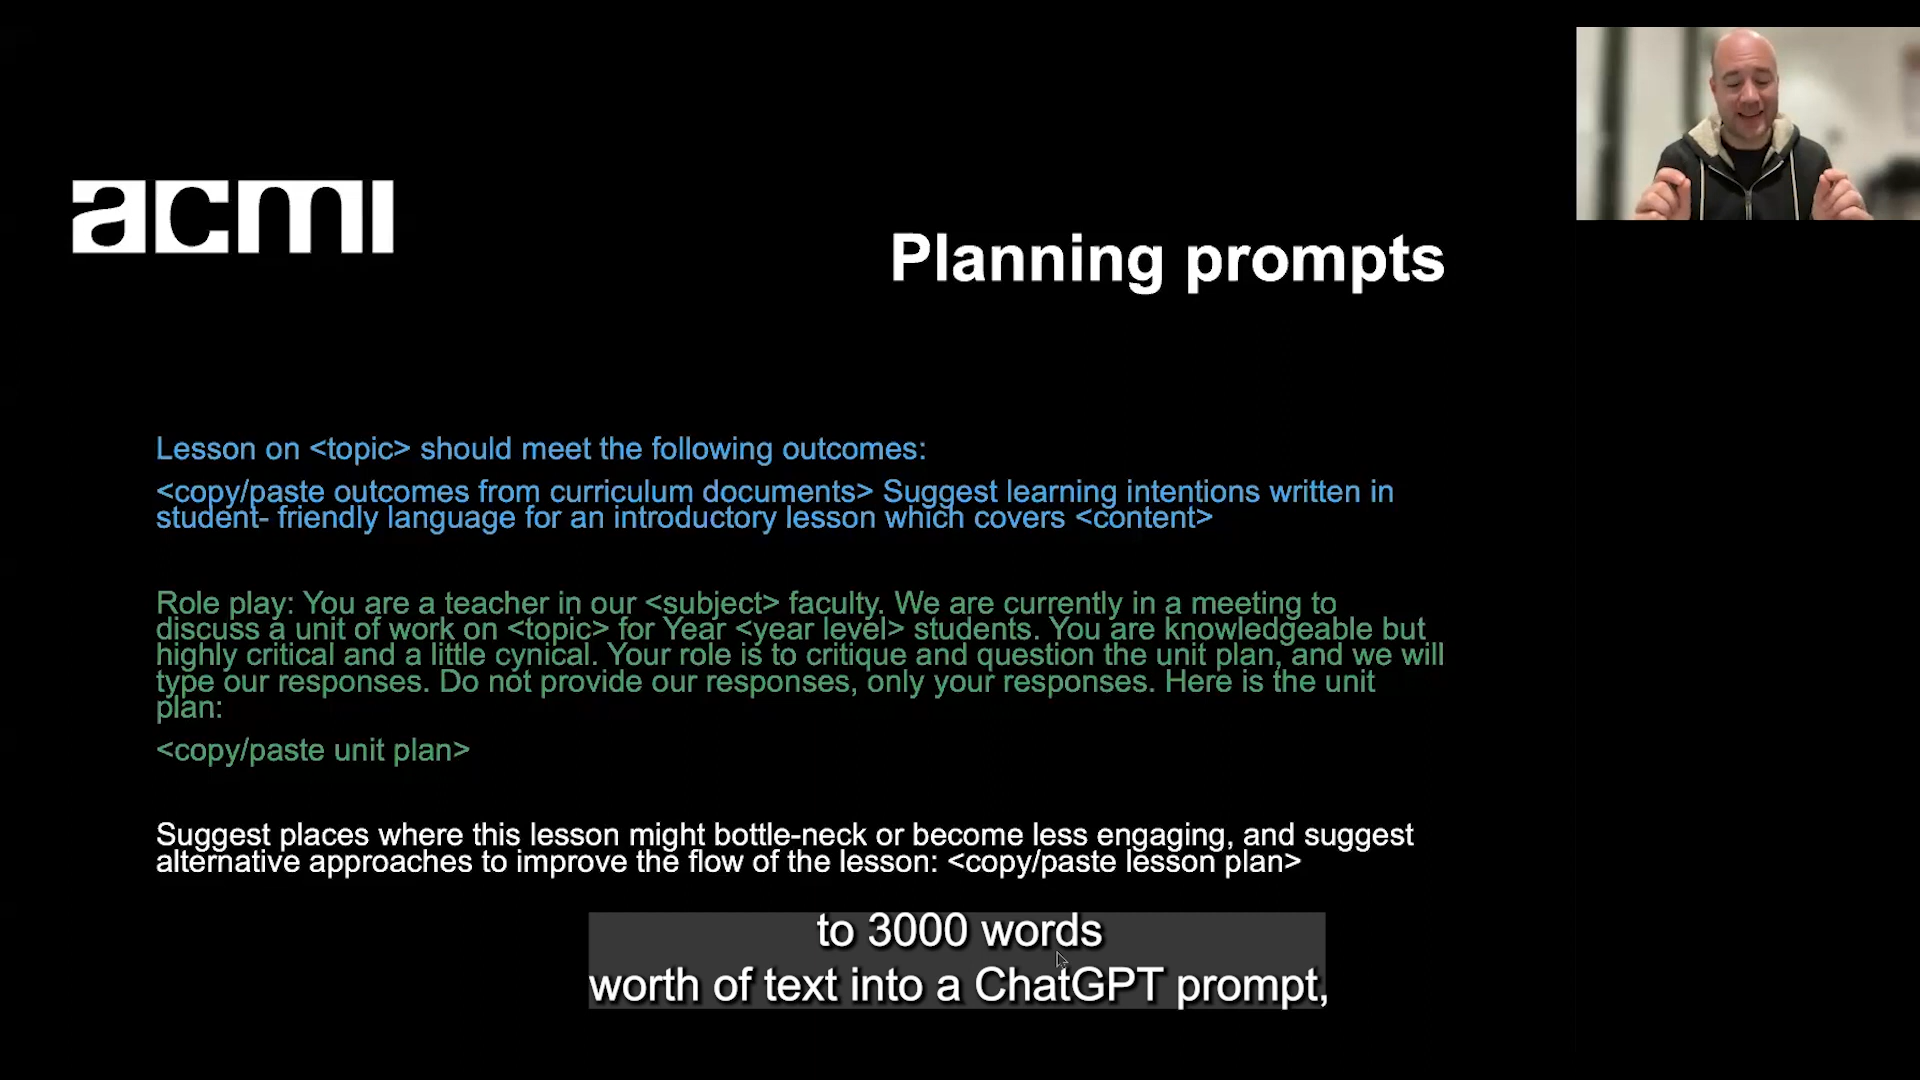 acmi
Planning prompts
Lesson on <topic> should meet the following outcomes:
<copy/paste outcomes from curriculum documents> Suggest learning intentions written in
student- friendly language for an introductory lesson which covers <content>
Role play: You are a teacher in our <subject> faculty. We are currently in a meeting to
discuss a unit of work on <topic> for Year <year level> students. You are knowledgeable but
highly critical and a little cynical. Your role is to critique and question the unit plan, and we will
type our responses. Do not provide our responses, only your responses. Here is the unit
plan:
<copy/paste unit plan>
Suggest places where this lesson might bottle-neck or become less engaging, and suggest
alternative approaches to improve the flow of the lesson: <copy/paste lesson plan>
to 3000 words
worth of text into a ChatGPT prompt,